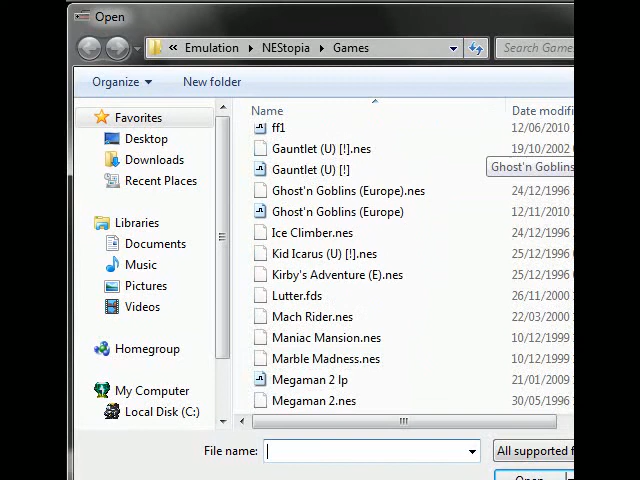 Open
« Emulation ▸ NEStopia ▸ Games
Search Game
Organize
New folder
Name
Date modifi
ff1
12/06/2010
Gauntlet (U) [!].nes
19/10/2002
Gauntlet (U) [!]
Ghost'n Goblins
Ghost'n Goblins (Europe).nes
24/12/1996
Ghost'n Goblins (Europe)
12/11/2010
Ice Climber.nes
24/12/1996
Kid Icarus (U) [!].nes
25/12/1996
Kirby's Adventure (E).nes
25/12/1996
Lutter.fds
26/11/2000
Mach Rider.nes
22/03/2000
Maniac Mansion.nes
10/12/1999
Marble Madness.nes
10/12/1999
Megaman 2 lp
21/01/2009
Megaman 2.nes
30/05/1996
Favorites
Desktop
Downloads
Recent Places
Libraries
Documents
Music
Pictures
Videos
Homegroup
My Computer
Local Disk (C:)
File name:
All supported f
Open